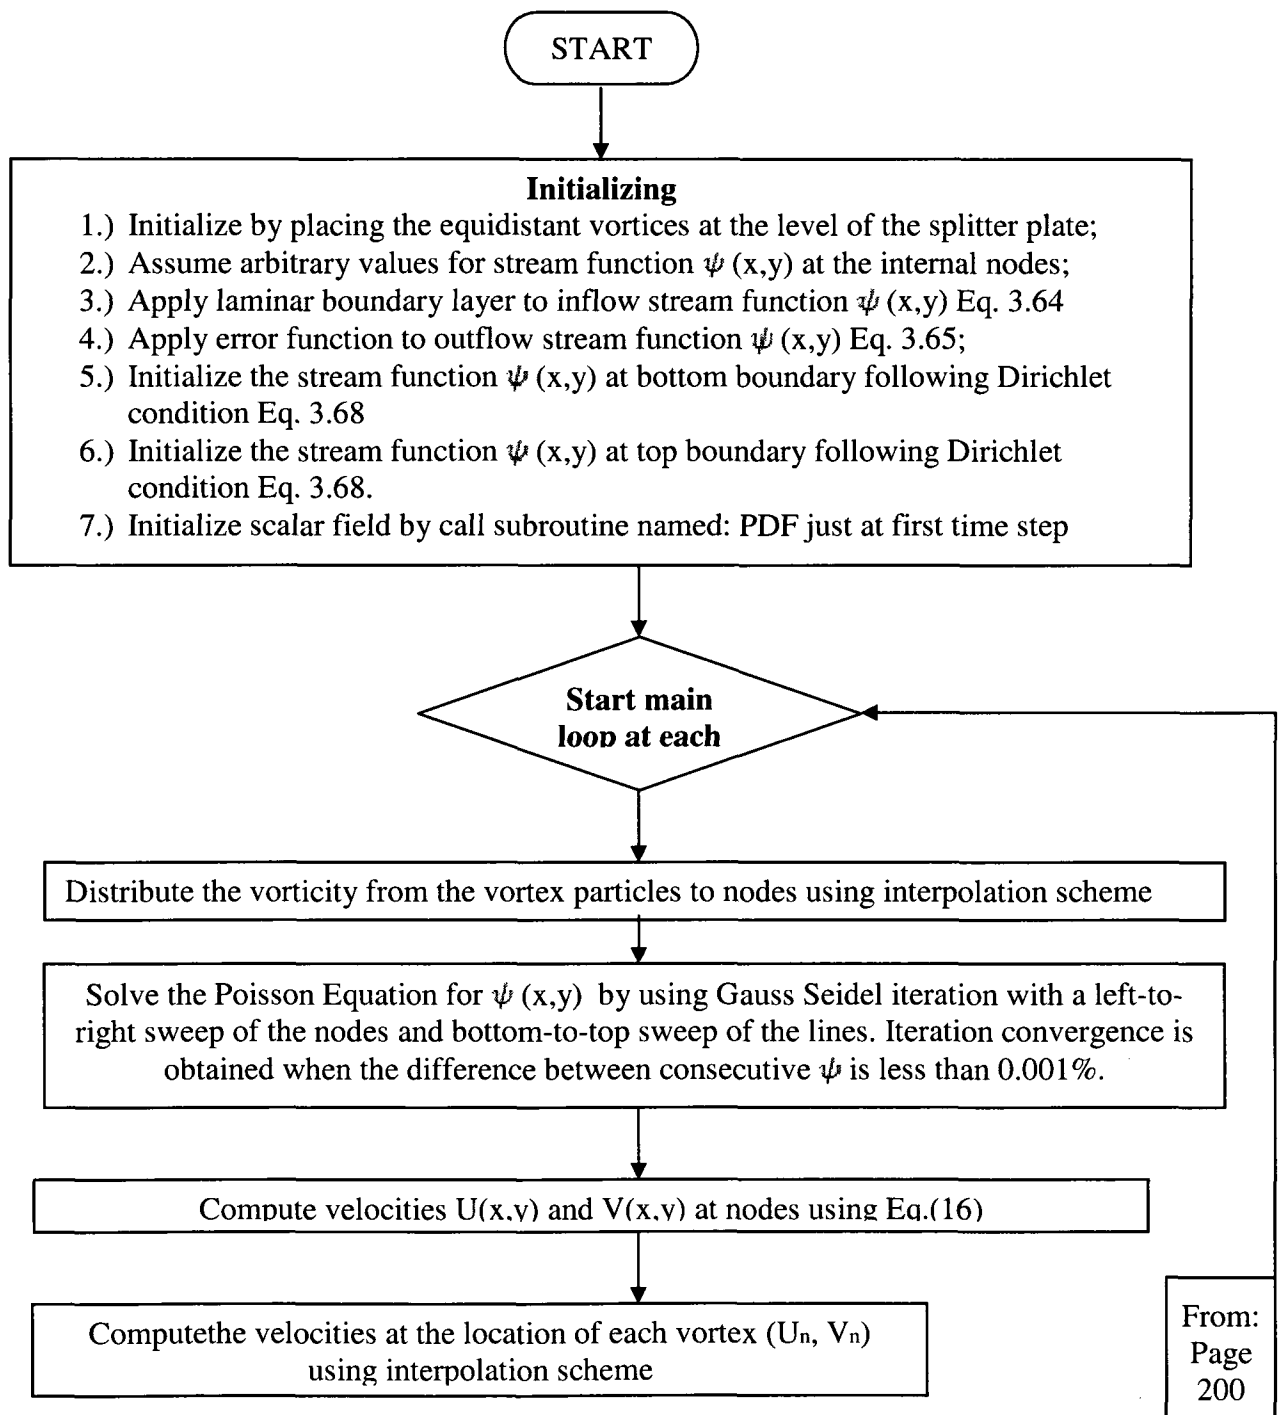 START
Initializing
1.) Initialize by placing the equidistant vortices at the level of the splitter plate;
2.) Assume arbitrary values for stream function ψ (x,y) at the internal nodes;
3.) Apply laminar boundary layer to inflow stream function ψ (x,y) Eq. 3.64
4.) Apply error function to outflow stream function ψ (x,y) Eq. 3.65;
5.) Initialize the stream function ψ (x,y) at bottom boundary following Dirichlet
condition Eq. 3.68
6.) Initialize the stream function ψ (x,y) at top boundary following Dirichlet
condition Eq. 3.68.
7.) Initialize scalar field by call subroutine named: PDF just at first time step
Start main
loop at each
Distribute the vorticity from the vortex particles to nodes using interpolation scheme
Solve the Poisson Equation for ψ (x,y) by using Gauss Seidel iteration with a left-to-
right sweep of the nodes and bottom-to-top sweep of the lines. Iteration convergence is
obtained when the difference between consecutive ψ is less than 0.001%.
Compute velocities U(x,y) and V(x,y) at nodes using Eq.(16)
Computethe velocities at the location of each vortex (Un, Vn)
using interpolation scheme
From:
Page
200